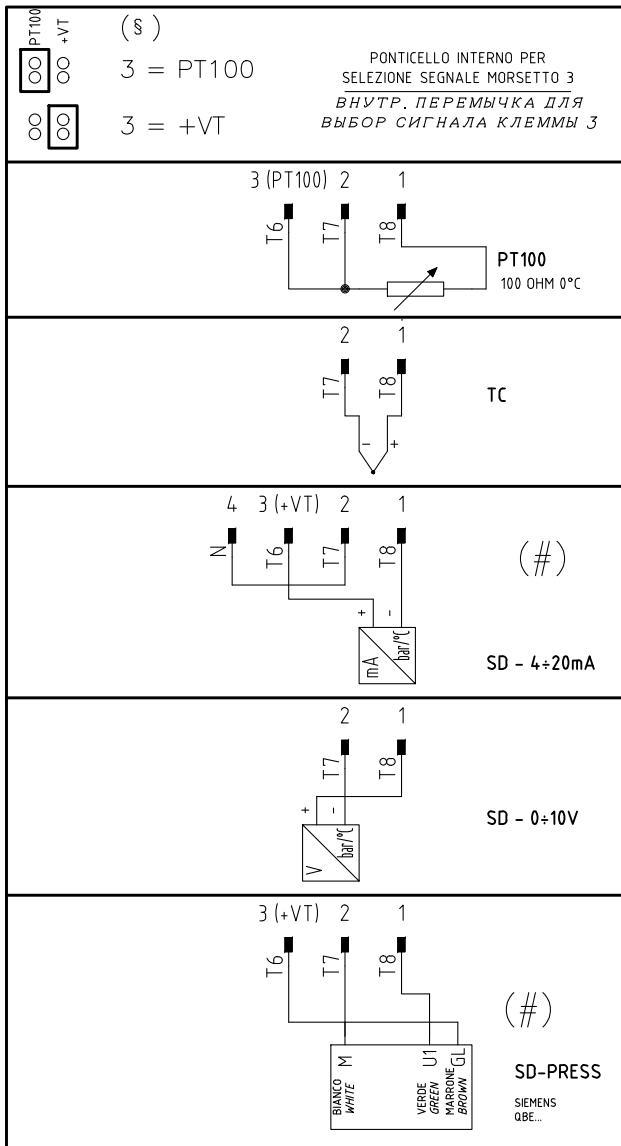 PT100 +VT
(§)
3 = PT100
3 = +VT
PONTICELLO INTERNO PER
SELEZIONE SEGNALE MORSETTO 3
ВНУТР. ПЕРЕМЫЧКА ДЛЯ
ВЫБОР СИГНАЛА КЛЕММЫ 3
3 (PT100) 2 1
T6 T7 T8
PT100
100 OHM 0°C
2 1
T7 T8
TC
- +
4 3 (+VT) 2 1
N T6 T7 T8
(#)
+ -
mA bar/°C
SD - 4÷20mA
2 1
T7 T8
+ -
V bar/°C
SD - 0÷10V
3 (+VT) 2 1
T6 T7 T8
(#)
M U1 GL
BIANCO VERDE MARRONE
WHITE GREEN BROWN
SD-PRESS
SIEMENS
QBE...